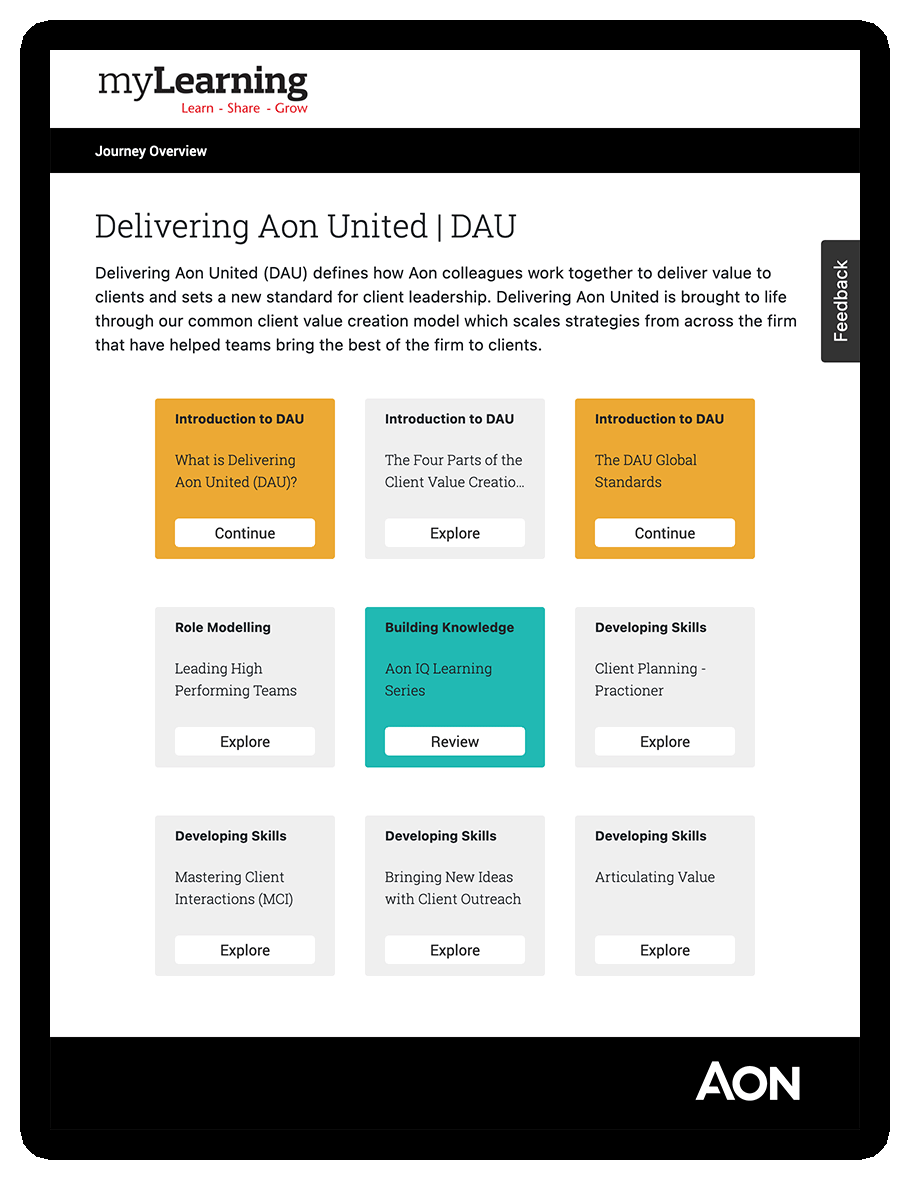 myLearning
Learn - Share - Grow
Journey Overview
Delivering Aon United | DAU
Delivering Aon United (DAU) defines how Aon colleagues work together to deliver value to
clients and sets a new standard for client leadership. Delivering Aon United is brought to life
through our common client value creation model which scales strategies from across the firm
that have helped teams bring the best of the firm to clients.
Feedback
Introduction to DAU
What is Delivering
Aon United (DAU)?
Continue
Introduction to DAU
The Four Parts of the
Client Value Creatio...
Explore
Introduction to DAU
The DAU Global
Standards
Continue
Role Modelling
Leading High
Performing Teams
Explore
Building Knowledge
Aon IQ Learning
Series
Review
Developing Skills
Client Planning -
Practioner
Explore
Developing Skills
Mastering Client
Interactions (MCI)
Explore
Developing Skills
Bringing New Ideas
with Client Outreach
Explore
Developing Skills
Articulating Value
Explore
AON